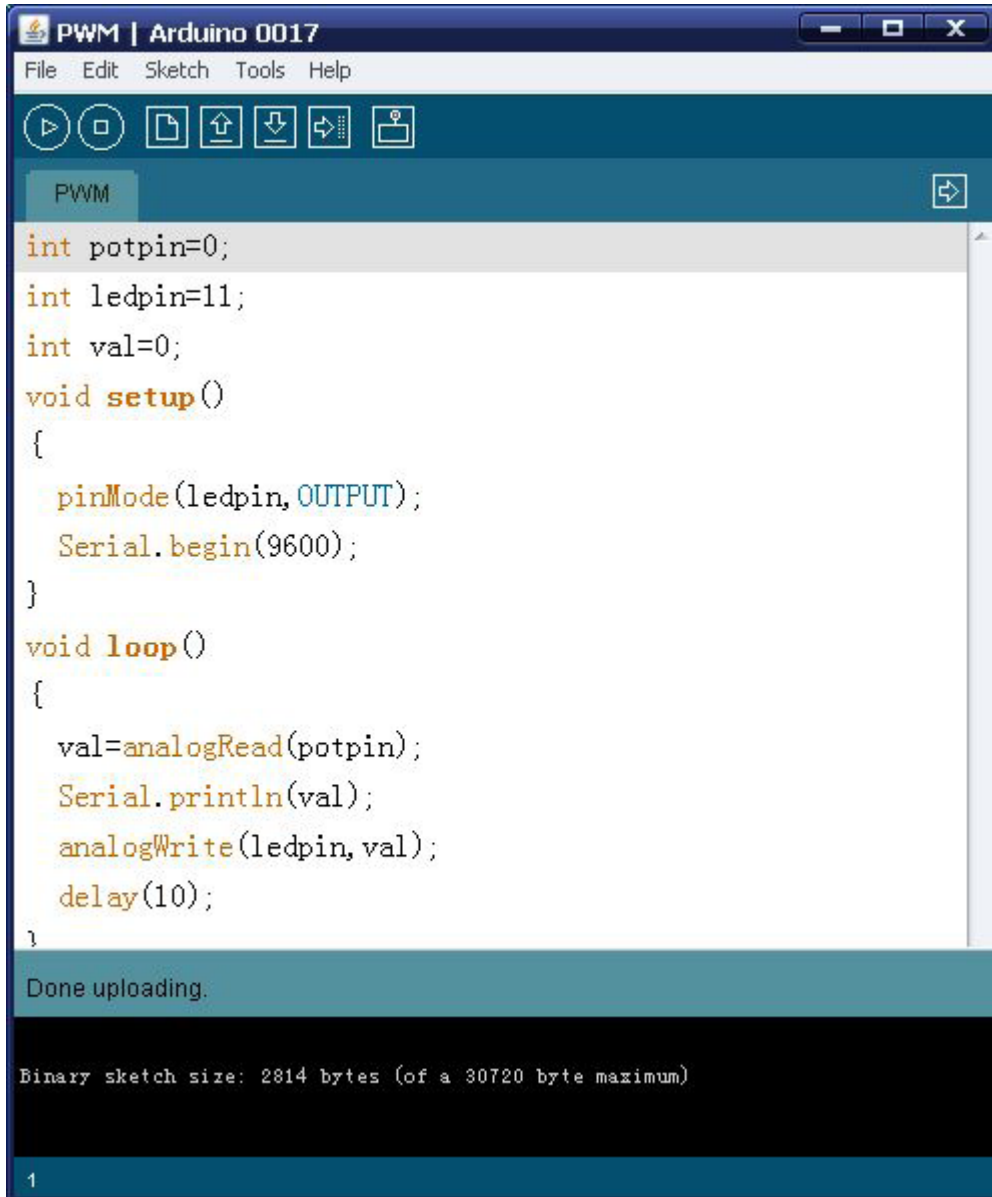 PWM | Arduino 0017
File Edit Sketch Tools Help
PWM
int potpin=0;
int ledpin=11;
int val=0;
void setup()
{
  pinMode(ledpin,OUTPUT);
  Serial.begin(9600);
}
void loop()
{
  val=analogRead(potpin);
  Serial.println(val);
  analogWrite(ledpin,val);
  delay(10);
}
Done uploading.
Binary sketch size: 2814 bytes (of a 30720 byte maximum)
1